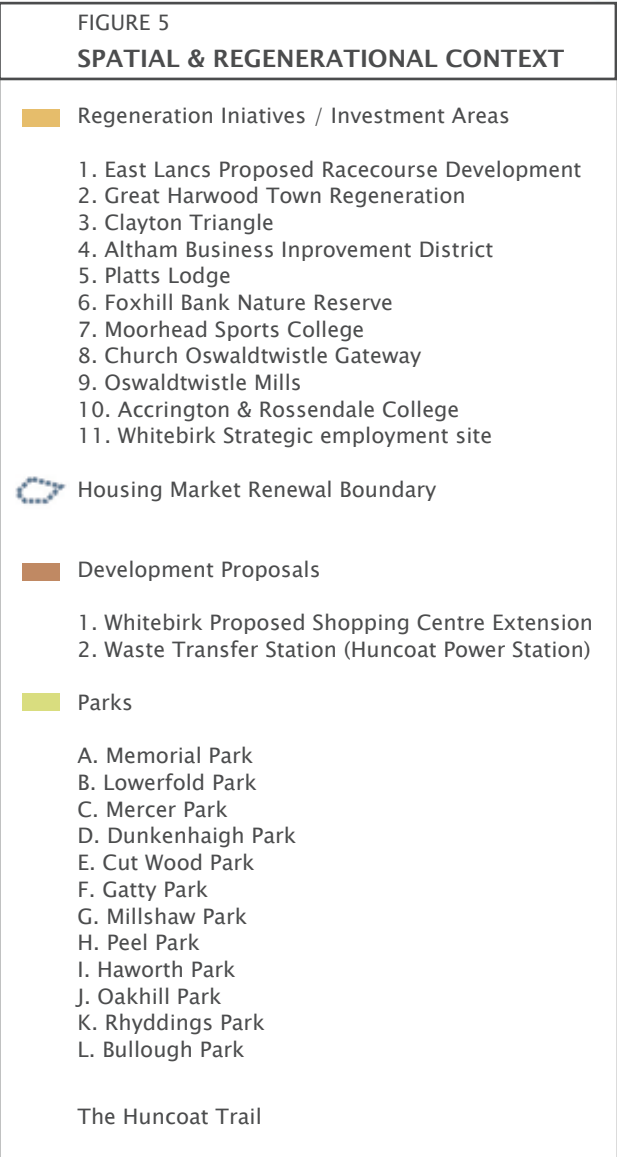 FIGURE 5
SPATIAL & REGENERATIONAL CONTEXT
Regeneration Iniatives / Investment Areas
1. East Lancs Proposed Racecourse Development
2. Great Harwood Town Regeneration
3. Clayton Triangle
4. Altham Business Inprovement District
5. Platts Lodge
6. Foxhill Bank Nature Reserve
7. Moorhead Sports College
8. Church Oswaldtwistle Gateway
9. Oswaldtwistle Mills
10. Accrington & Rossendale College
11. Whitebirk Strategic employment site
Housing Market Renewal Boundary
Development Proposals
1. Whitebirk Proposed Shopping Centre Extension
2. Waste Transfer Station (Huncoat Power Station)
Parks
A. Memorial Park
B. Lowerfold Park
C. Mercer Park
D. Dunkenhaigh Park
E. Cut Wood Park
F. Gatty Park
G. Millshaw Park
H. Peel Park
I. Haworth Park
J. Oakhill Park
K. Rhyddings Park
L. Bullough Park
The Huncoat Trail